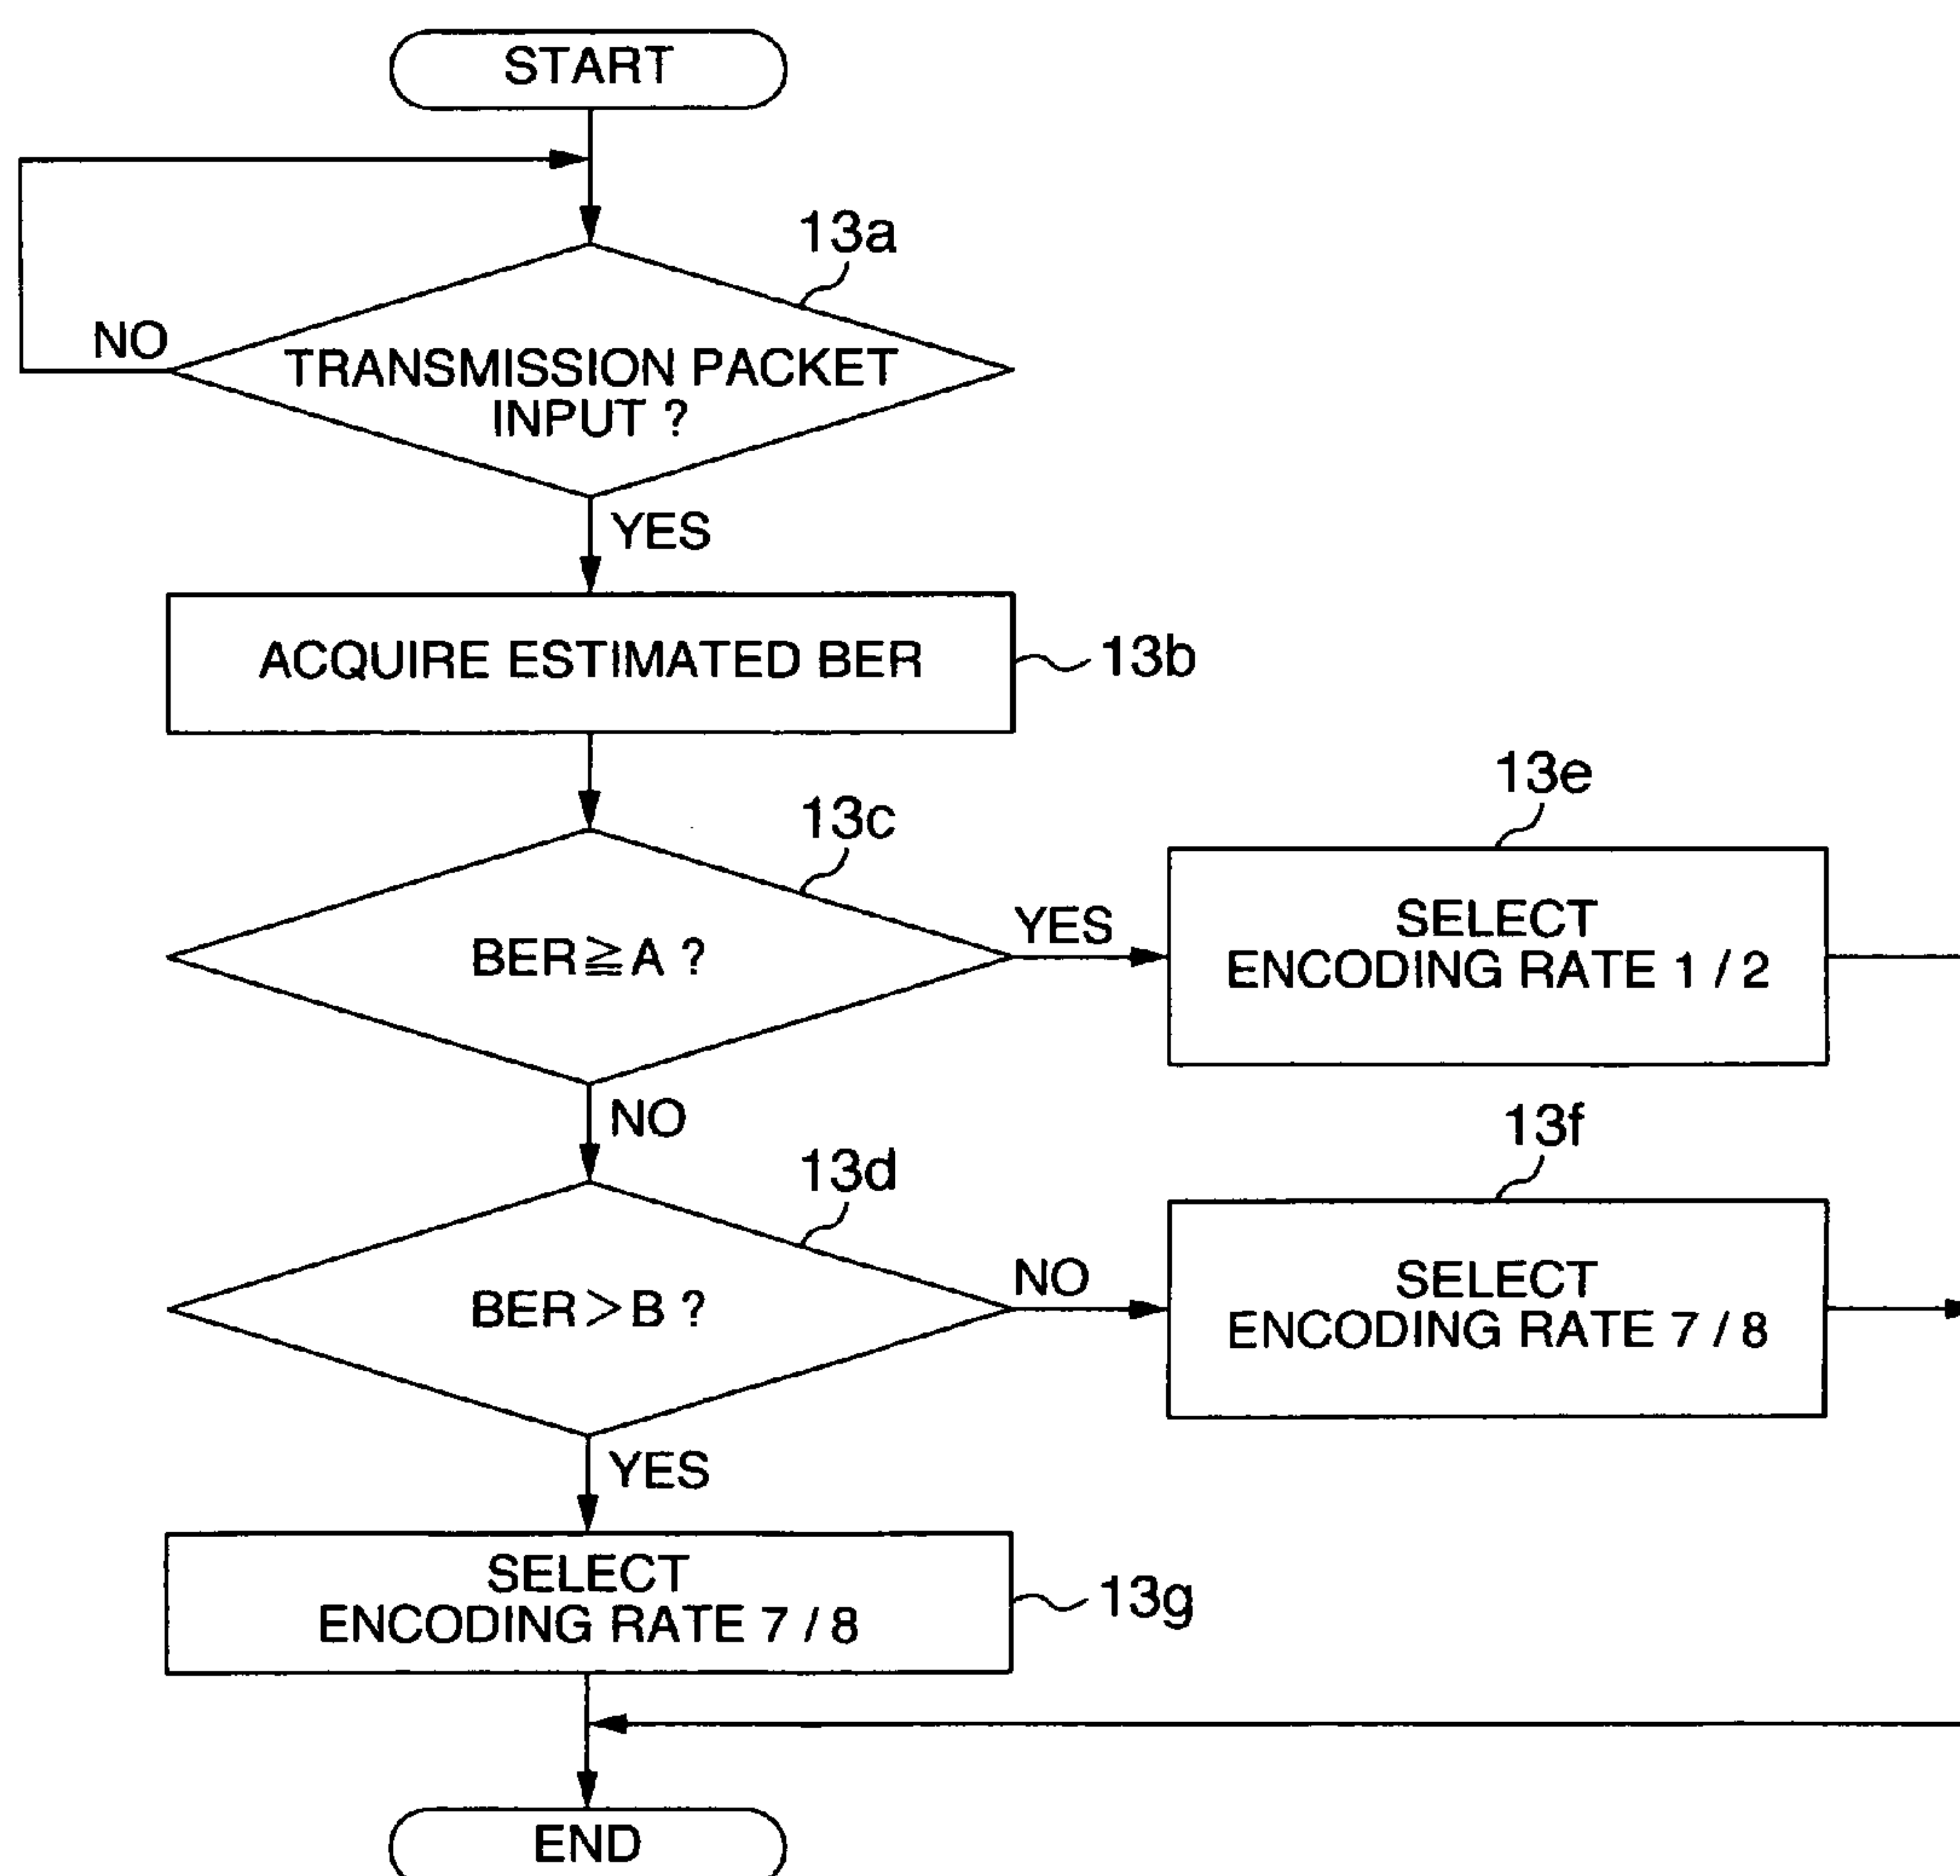 START
13a
NO
TRANSMISSION PACKET
INPUT ?
YES
ACQUIRE ESTIMATED BER
13b
13c
BER≧A ?
YES
13e
SELECT
ENCODING RATE 1 / 2
NO
13d
BER>B ?
NO
13f
SELECT
ENCODING RATE 7 / 8
YES
SELECT
ENCODING RATE 7 / 8
13g
END